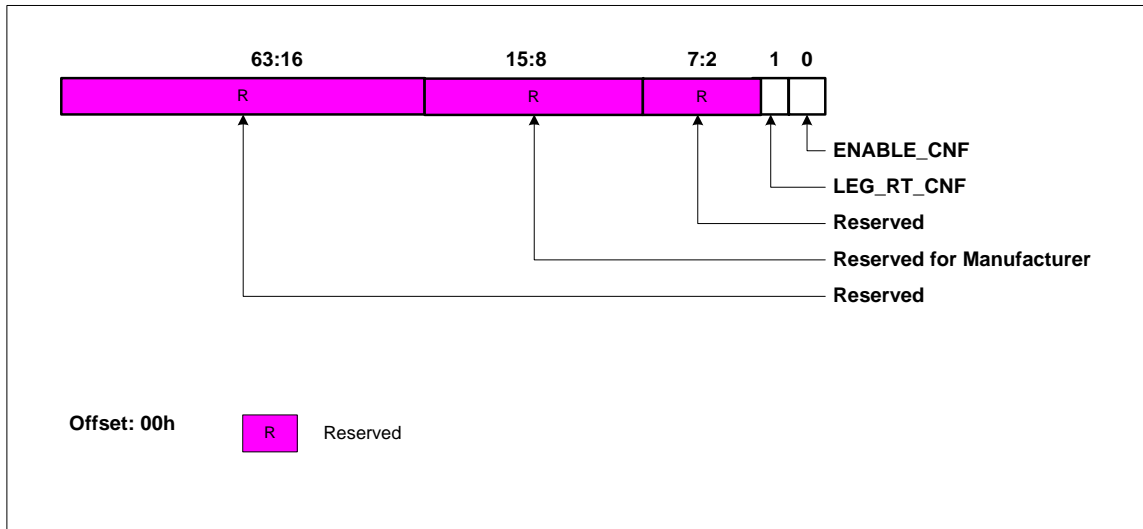 63:16 15:8 7:2 1 0
R R R
ENABLE_CNF
LEG_RT_CNF
Reserved
Reserved for Manufacturer
Reserved
Offset: 00h R Reserved